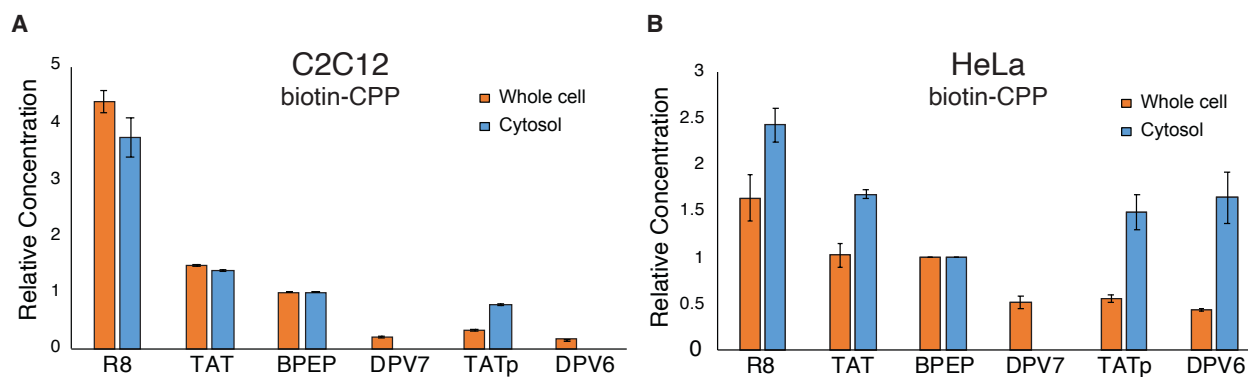 A
C2C12
biotin-CPP
Whole cell
Cytosol
Relative Concentration
5
4
3
2
1
0
R8 TAT BPEP DPV7 TATp DPV6
B
HeLa
biotin-CPP
Whole cell
Cytosol
Relative Concentration
3
2.5
2
1.5
1
0.5
0
R8 TAT BPEP DPV7 TATp DPV6